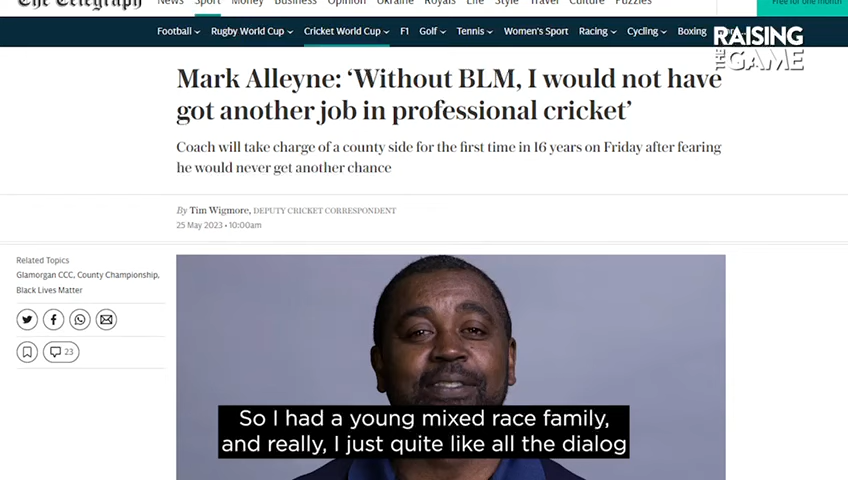 The Telegraph News Sport Money Business Opinion Ukraine Royals Life Style Travel Culture Puzzles
Free for one month
Football Rugby World Cup Cricket World Cup F1 Golf Tennis Women's Sport Racing Cycling Boxing
RAISING
THE GAME
Mark Alleyne: ‘Without BLM, I would not have
got another job in professional cricket’
Coach will take charge of a county side for the first time in 16 years on Friday after fearing
he would never get another chance
By Tim Wigmore, DEPUTY CRICKET CORRESPONDENT
25 May 2023 • 10:00am
Related Topics
Glamorgan CCC, County Championship,
Black Lives Matter
23
So I had a young mixed race family,
and really, I just quite like all the dialog